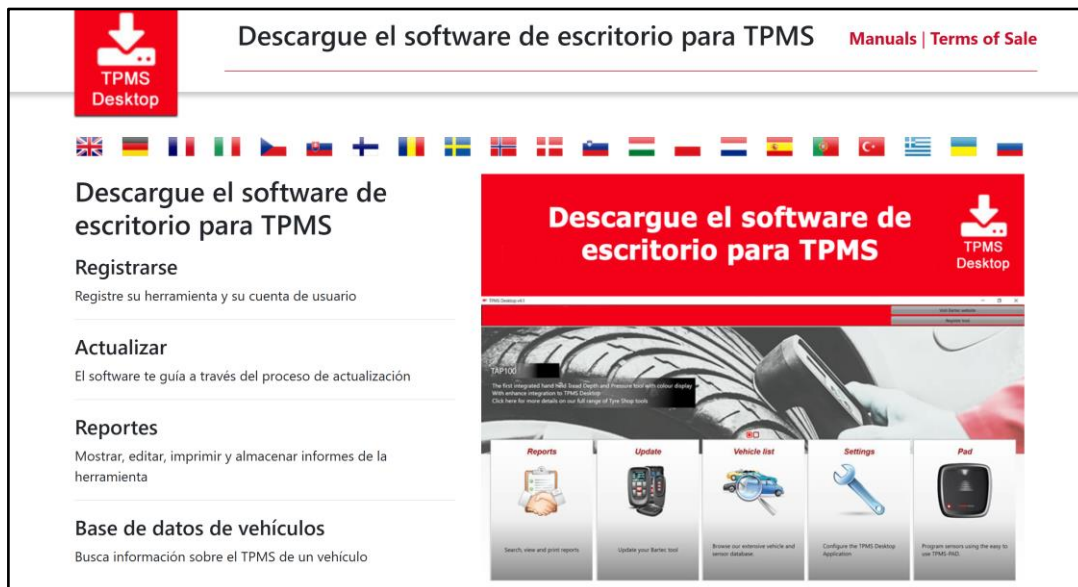 TPMS
Desktop
Descargue el software de escritorio para TPMS
Manuals | Terms of Sale
Descargue el software de
escritorio para TPMS
Registrarse
Registre su herramienta y su cuenta de usuario
Actualizar
El software te guía a través del proceso de actualización
Reportes
Mostrar, editar, imprimir y almacenar informes de la
herramienta
Base de datos de vehículos
Busca información sobre el TPMS de un vehículo
Descargue el software de
escritorio para TPMS
TPMS
Desktop
Visit Bartec website
Register tool
TAP100
The first integrated hand held Tread Depth and Pressure tool with colour display
With enhance integration to TPMS Desktop
Click here for more details on our full range of Tyre Shop tools
Reports
Search, view and print reports
Update
Update your Bartec tool
Vehicle list
Browse our extensive vehicle and
sensor database.
Settings
Configure the TPMS Desktop
Application
Pad
Program sensors using the easy to
use TPMS-PAD.